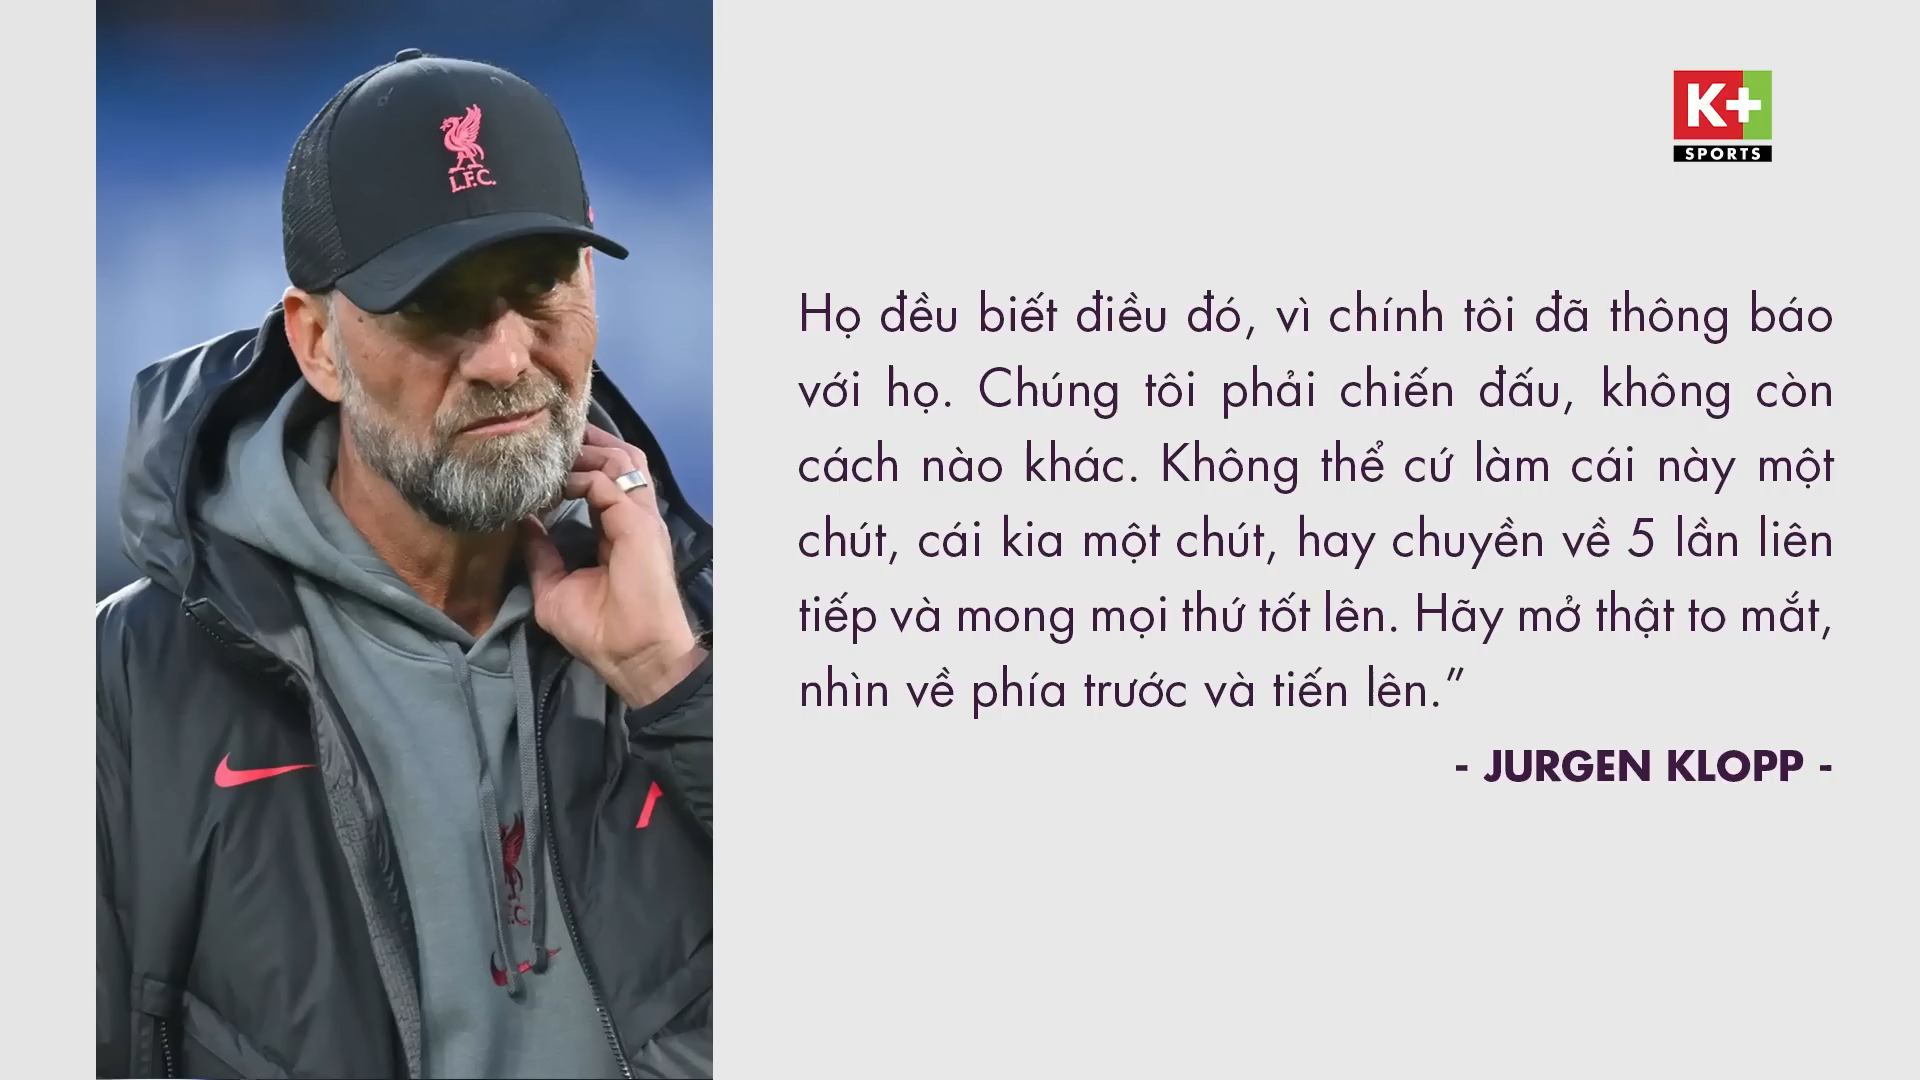 L.F.C.
K+
SPORTS
Họ đều biết điều đó, vì chính tôi đã thông báo
với họ. Chúng tôi phải chiến đấu, không còn
cách nào khác. Không thể cứ làm cái này một
chút, cái kia một chút, hay chuyền về 5 lần liên
tiếp và mong mọi thứ tốt lên. Hãy mở thật to mắt,
nhìn về phía trước và tiến lên.”
- JURGEN KLOPP -